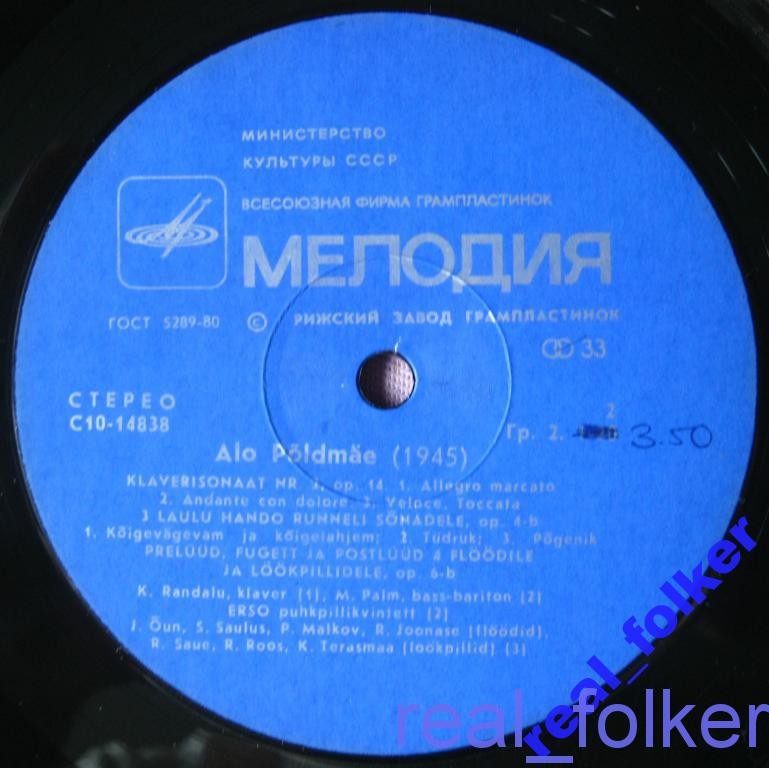 МИНИСТЕРСТВО
КУЛЬТУРЫ СССР
ВСЕСОЮЗНАЯ ФИРМА ГРАМПЛАСТИНОК
МЕЛОДИЯ
ГОСТ 5289-80 © РИЖСКИЙ ЗАВОД ГРАМПЛАСТИНОК
33
СТЕРЕО
С10-14838
2
Гр. 2. 3.50
Alo Põldmäe (1945)
KLAVERISONAAT NR. op. 14. 1. Allegro marcato
2. Andante con dolore. 3. Veloce. Toccata
3 LAULU HANDO RUNNELI SÕNADELE, op. 4-b
1. Kõigevägevam ja kõigelahjem; 2. Tüdruk; 3. Põgenik
PRELÜÜD, FUGETT JA POSTLÜÜD 4 FLÖÖDILE
JA LÖÖKPILLIDELE, op. 6-b
K. Randalu, klaver (1), M. Palm, bass-bariton (2)
ERSO puhkpillikvintett (2)
J. Õun, S. Saulus, P. Malkov, R. Joonase (flöödid),
R. Saue, R. Roos, K. Terasmaa (löökpillid) (3)
real_folker
real_folker